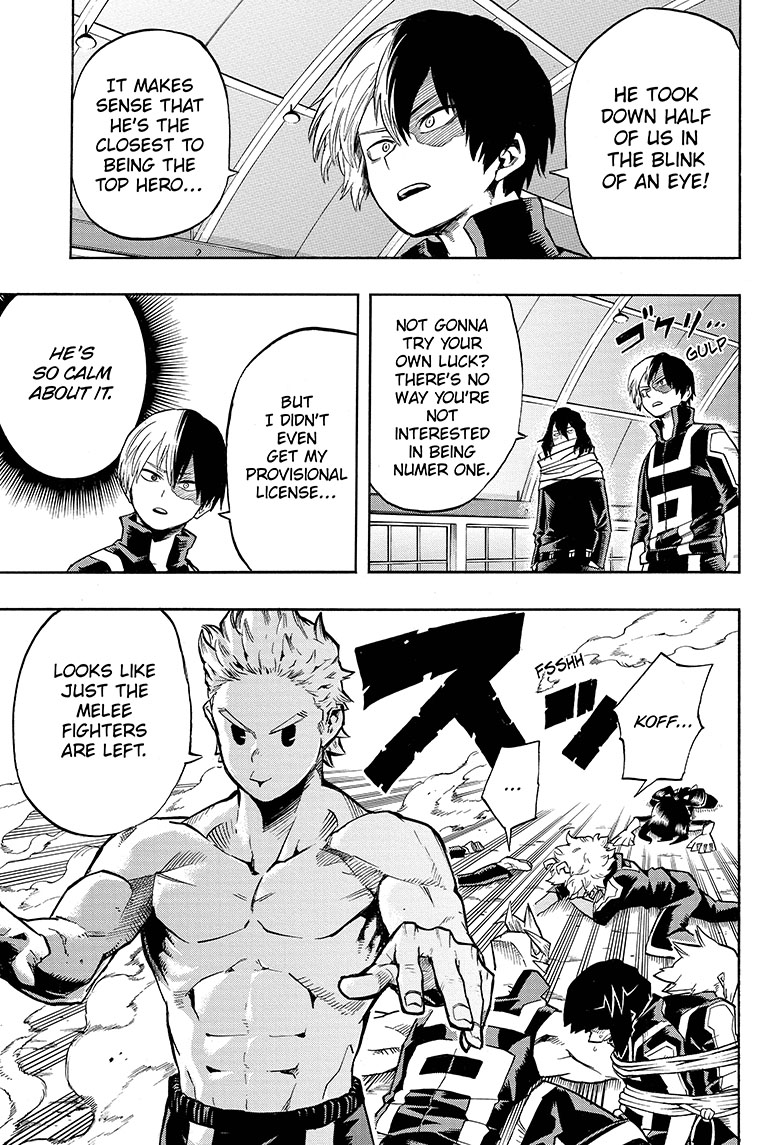 HE TOOK
DOWN HALF
OF US IN
THE BLINK
OF AN EYE!
IT MAKES
SENSE THAT
HE'S THE
CLOSEST TO
BEING THE
TOP HERO...
ゴクリ...
GULP
NOT GONNA
TRY YOUR
OWN LUCK?
THERE'S NO
WAY YOU'RE
NOT
INTERESTED
IN BEING
NUMER ONE.
BUT
I DIDN'T
EVEN
GET MY
PROVISIONAL
LICENSE...
HE'S
SO CALM
ABOUT IT.
KOFF...
FSSHH
スッ
...
LOOKS LIKE
JUST THE
MELEE
FIGHTERS
ARE LEFT.